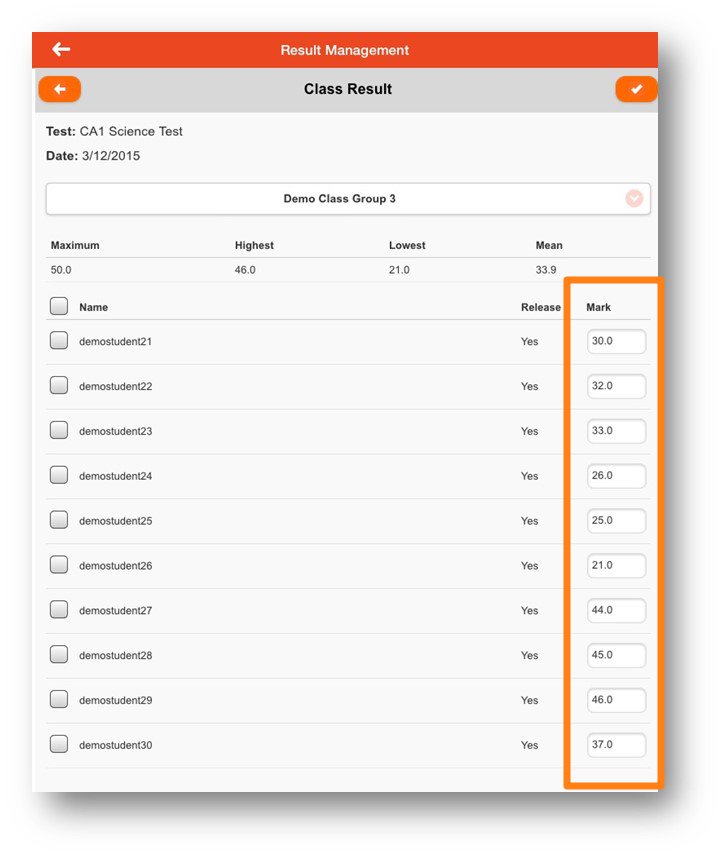 Result Management
Class Result
Test: CA1 Science Test
Date: 3/12/2015
Demo Class Group 3
Maximum Highest Lowest Mean
50.0 46.0 21.0 33.9
Name Release Mark
demostudent21 Yes 30.0
demostudent22 Yes 32.0
demostudent23 Yes 33.0
demostudent24 Yes 26.0
demostudent25 Yes 25.0
demostudent26 Yes 21.0
demostudent27 Yes 44.0
demostudent28 Yes 45.0
demostudent29 Yes 46.0
demostudent30 Yes 37.0